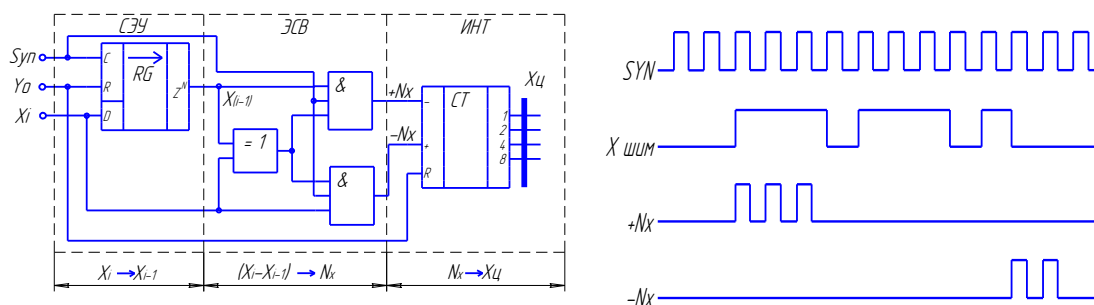 СЗУ
ЭСВ
ИНТ
Syn
C
RG
Z^N
Yo
R
Xi
D
X(i-1)
= 1
&
&
+Nx
-Nx
-
+
R
CT
1
2
4
8
Xц
Xi → Xi-1
(Xi-Xi-1) → Nx
Nx → Xц
SYN
X шим
+Nx
-Nx